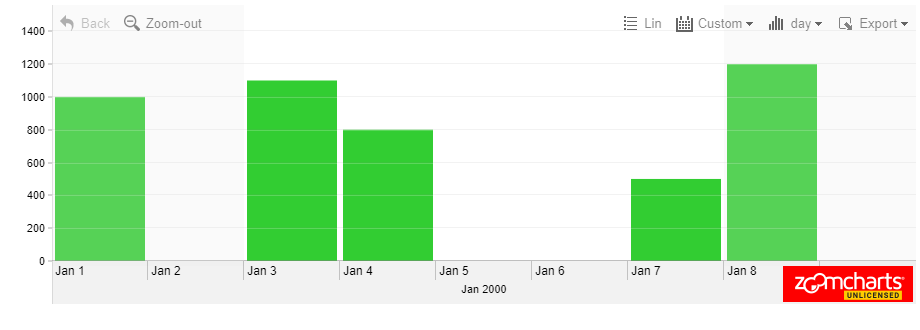 Back Zoom-out Lin Custom day Export
1400
1200
1000
800
600
400
200
0
Jan 1 Jan 2 Jan 3 Jan 4 Jan 5 Jan 6 Jan 7 Jan 8
Jan 2000
zoomcharts
UNLICENSED